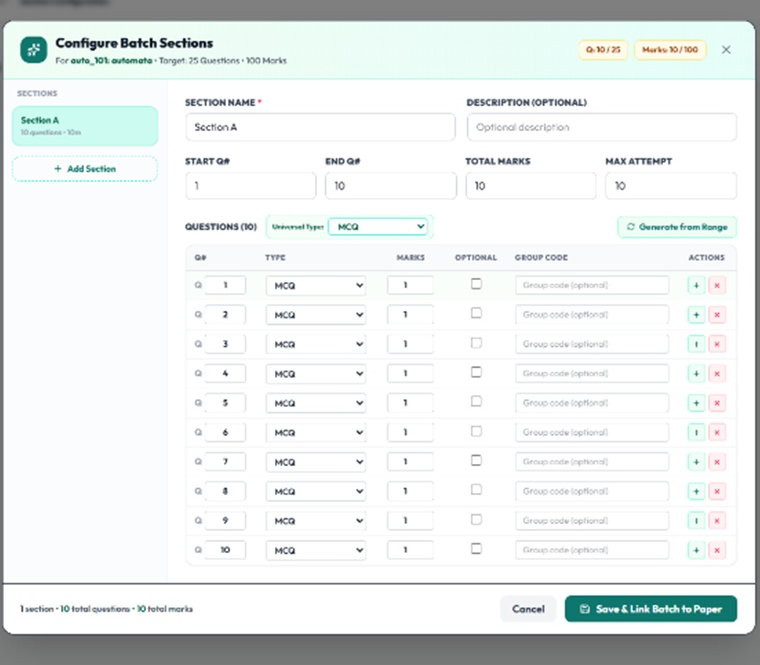 Configure Batch Sections
For auto_101: automate • Target: 25 Questions • 100 Marks
Q: 10 / 25
Marks: 10 / 100
SECTIONS
Section A
10 questions • 10m
+ Add Section
SECTION NAME *
DESCRIPTION (OPTIONAL)
Section A
Optional description
START Q#
END Q#
TOTAL MARKS
MAX ATTEMPT
1
10
10
10
QUESTIONS (10)
Universal Type:
MCQ
Generate from Range
Q# TYPE MARKS OPTIONAL GROUP CODE ACTIONS
Q 1 MCQ 1 Group code (optional) + ×
Q 2 MCQ 1 Group code (optional) + ×
Q 3 MCQ 1 Group code (optional) + ×
Q 4 MCQ 1 Group code (optional) + ×
Q 5 MCQ 1 Group code (optional) + ×
Q 6 MCQ 1 Group code (optional) + ×
Q 7 MCQ 1 Group code (optional) + ×
Q 8 MCQ 1 Group code (optional) + ×
Q 9 MCQ 1 Group code (optional) + ×
Q 10 MCQ 1 Group code (optional) + ×
1 section • 10 total questions • 10 total marks
Cancel
Save & Link Batch to Paper